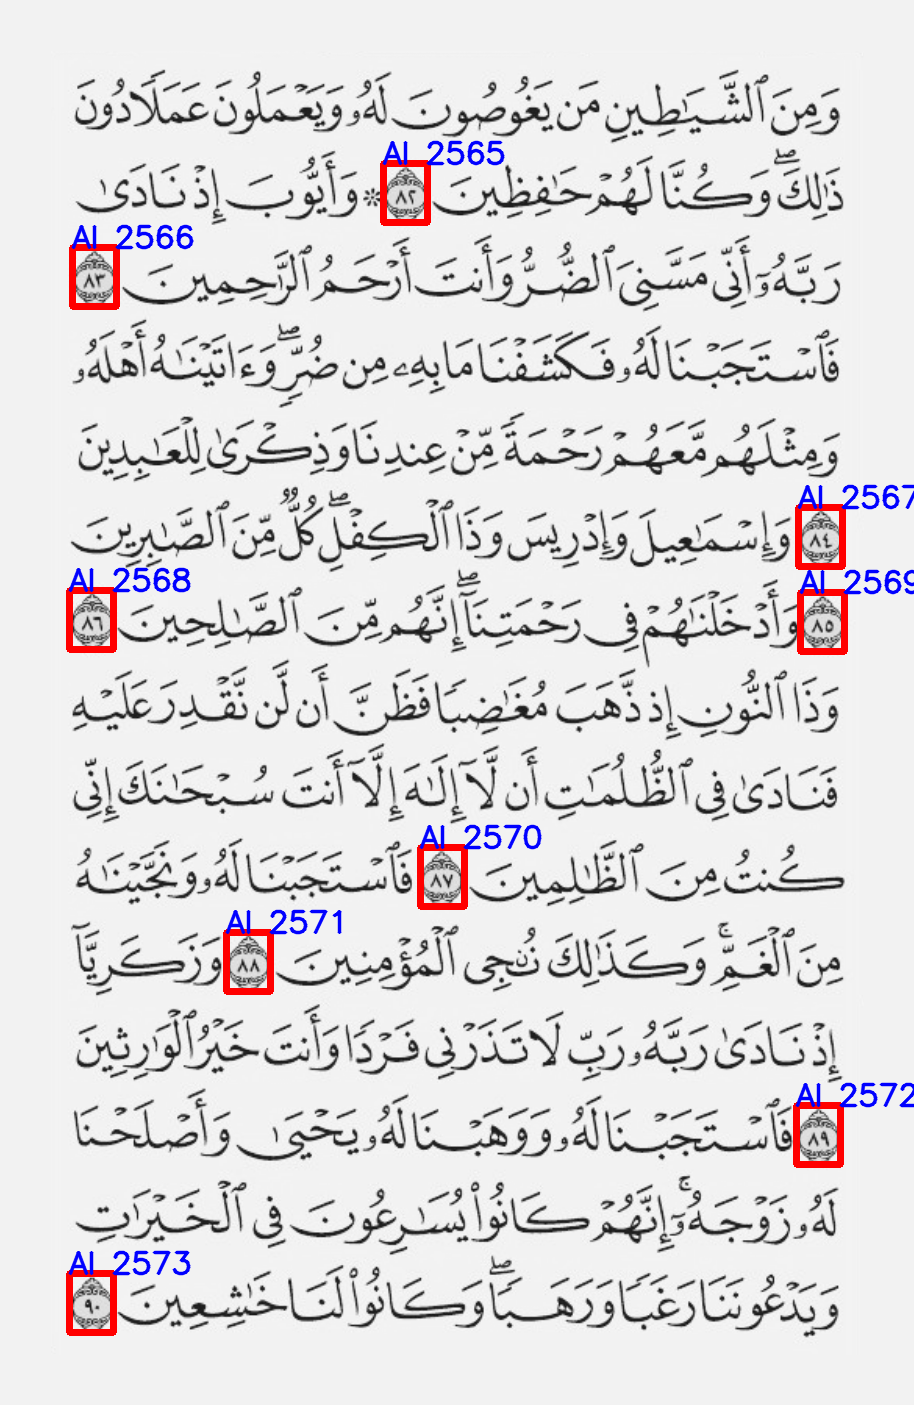 وَمِنَ ٱلشَّيَـٰطِينِ مَن يَغُوصُونَ لَهُۥ وَيَعْمَلُونَ عَمَلًا دُونَ
AI 2565
ذَٰلِكَ ۖ وَكُنَّا لَهُمْ حَـٰفِظِينَ ٨٢ ۞ وَأَيُّوبَ إِذْ نَادَىٰ
AI 2566
رَبَّهُۥٓ أَنِّى مَسَّنِىَ ٱلضُّرُّ وَأَنتَ أَرْحَمُ ٱلرَّٰحِمِينَ ٨٣
فَٱسْتَجَبْنَا لَهُۥ فَكَشَفْنَا مَا بِهِۦ مِن ضُرٍّ ۖ وَءَاتَيْنَـٰهُ أَهْلَهُۥ
وَمِثْلَهُم مَّعَهُمْ رَحْمَةً مِّنْ عِندِنَا وَذِكْرَىٰ لِلْعَـٰبِدِينَ
AI 2567
٨٤ وَإِسْمَـٰعِيلَ وَإِدْرِيسَ وَذَا ٱلْكِفْلِ ۖ كُلٌّ مِّنَ ٱلصَّـٰبِرِينَ
AI 2569
AI 2568
٨٥ وَأَدْخَلْنَـٰهُمْ فِى رَحْمَتِنَآ ۖ إِنَّهُم مِّنَ ٱلصَّـٰلِحِينَ ٨٦
وَذَا ٱلنُّونِ إِذ ذَّهَبَ مُغَـٰضِبًا فَظَنَّ أَن لَّن نَّقْدِرَ عَلَيْهِ
فَنَادَىٰ فِى ٱلظُّلُمَـٰتِ أَن لَّآ إِلَـٰهَ إِلَّآ أَنتَ سُبْحَـٰنَكَ إِنِّى
AI 2570
كُنتُ مِنَ ٱلظَّـٰلِمِينَ ٨٧ فَٱسْتَجَبْنَا لَهُۥ وَنَجَّيْنَـٰهُ
AI 2571
مِنَ ٱلْغَمِّ ۚ وَكَذَٰلِكَ نُـۨجِى ٱلْمُؤْمِنِينَ ٨٨ وَزَكَرِيَّآ
إِذْ نَادَىٰ رَبَّهُۥ رَبِّ لَا تَذَرْنِى فَرْدًا وَأَنتَ خَيْرُ ٱلْوَٰرِثِينَ
AI 2572
٨٩ فَٱسْتَجَبْنَا لَهُۥ وَوَهَبْنَا لَهُۥ يَحْيَىٰ وَأَصْلَحْنَا
لَهُۥ زَوْجَهُۥٓ ۚ إِنَّهُمْ كَانُوا۟ يُسَـٰرِعُونَ فِى ٱلْخَيْرَٰتِ
AI 2573
وَيَدْعُونَنَا رَغَبًا وَرَهَبًا ۖ وَكَانُوا۟ لَنَا خَـٰشِعِينَ ٩٠